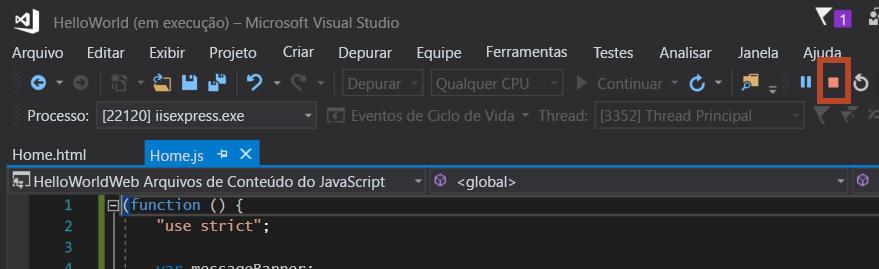 HelloWorld (em execução) – Microsoft Visual Studio 1
Arquivo Editar Exibir Projeto Criar Depurar Equipe Ferramentas Testes Analisar Janela Ajuda
Depurar Qualquer CPU Continuar
Processo: [22120] iisexpress.exe Eventos de Ciclo de Vida Thread: [3352] Thread Principal
Home.html Home.js
HelloWorldWeb Arquivos de Conteúdo do JavaScript <global>
1 (function () {
2 "use strict";
3
4 var messageBanner;